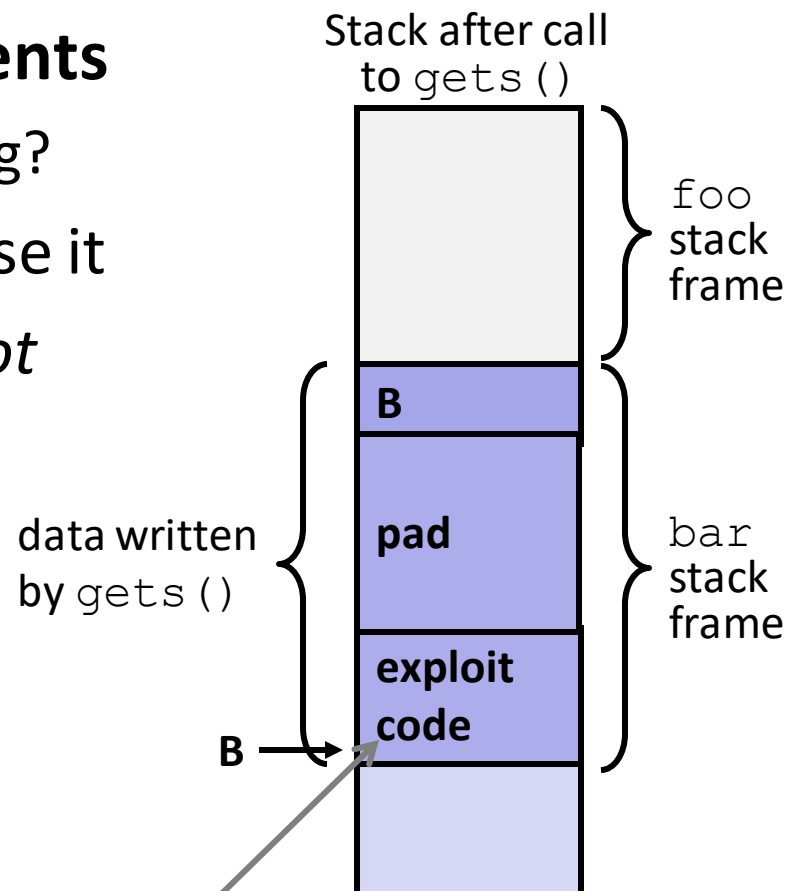 ents
g?
se it
ot
Stack after call
to gets()
foo
stack
frame
B
pad
exploit
code
data written
by gets()
B
bar
stack
frame